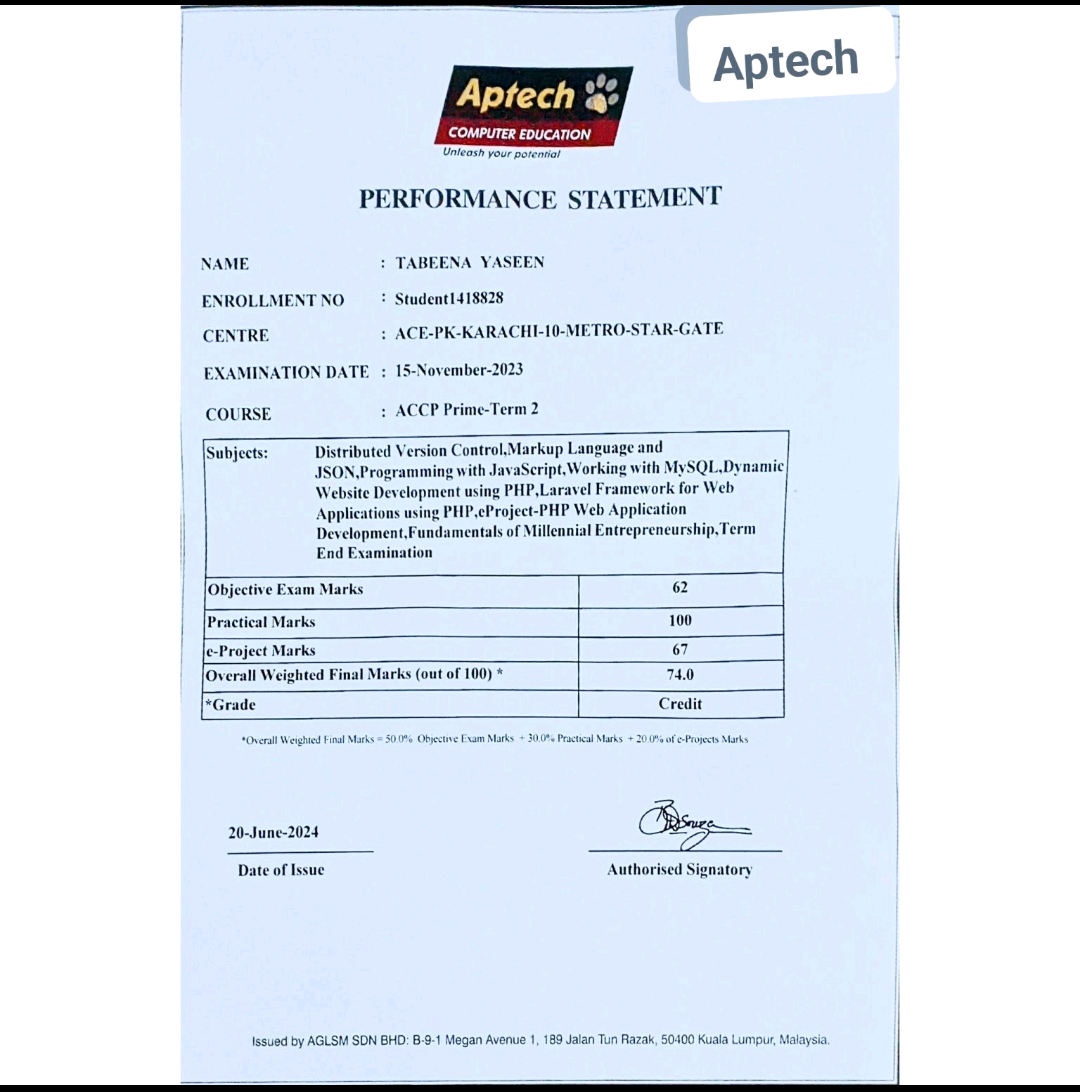 Aptech
Aptech
COMPUTER EDUCATION
Unleash your potential
PERFORMANCE STATEMENT
NAME : TABEENA YASEEN
ENROLLMENT NO : Student1418828
CENTRE : ACE-PK-KARACHI-10-METRO-STAR-GATE
EXAMINATION DATE : 15-November-2023
COURSE : ACCP Prime-Term 2
Subjects: Distributed Version Control,Markup Language and
JSON,Programming with JavaScript,Working with MySQL,Dynamic
Website Development using PHP,Laravel Framework for Web
Applications using PHP,eProject-PHP Web Application
Development,Fundamentals of Millennial Entrepreneurship,Term
End Examination
Objective Exam Marks 62
Practical Marks 100
e-Project Marks 67
Overall Weighted Final Marks (out of 100) * 74.0
*Grade Credit
*Overall Weighted Final Marks = 50.0% Objective Exam Marks + 30.0% Practical Marks + 20.0% of e-Projects Marks
20-June-2024
Date of Issue
Authorised Signatory
Issued by AGLSM SDN BHD: B-9-1 Megan Avenue 1, 189 Jalan Tun Razak, 50400 Kuala Lumpur, Malaysia.